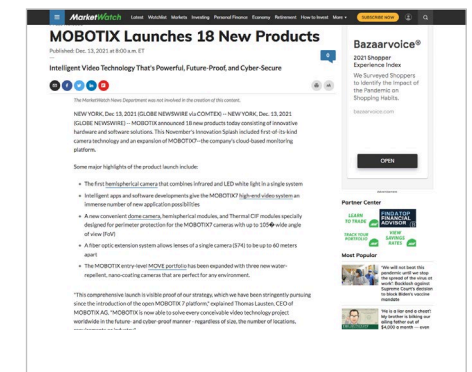 MarketWatch Latest Watchlist Markets Investing Personal Finance Economy Retirement How to Invest More SUBSCRIBE NOW
MOBOTIX Launches 18 New Products
Published: Dec. 13, 2021 at 8:00 a.m. ET
0
Intelligent Video Technology That's Powerful, Future-Proof, and Cyber-Secure
The MarketWatch News Department was not involved in the creation of this content.
NEW YORK, Dec. 13, 2021 (GLOBE NEWSWIRE via COMTEX) -- NEW YORK, Dec. 13, 2021
(GLOBE NEWSWIRE) -- MOBOTIX announced 18 new products today consisting of innovative
hardware and software solutions. This November's Innovation Splash included first-of-its-kind
camera technology and an expansion of MOBOTIX7--the company's cloud-based monitoring
platform.
Some major highlights of the product launch include:
The first hemispherical camera that combines infrared and LED white light in a single system
Intelligent apps and software developments give the MOBOTIX7 high-end video system an
immense number of new application possibilities
A new convenient dome camera, hemispherical modules, and Thermal CIF modules specially
designed for perimeter protection for the MOBOTIX7 cameras with up to 105� wide angle
of view (FoV)
A fiber optic extension system allows lenses of a single camera (S74) to be up to 60 meters
apart
The MOBOTIX entry-level MOVE portfolio has been expanded with three new water-
repellent, nano-coating cameras that are perfect for any environment.
"This comprehensive launch is visible proof of our strategy, which we have been stringently pursuing
since the introduction of the open MOBOTIX 7 platform," explained Thomas Lausten, CEO of
MOBOTIX AG. "MOBOTIX is now able to solve every conceivable video technology project
worldwide in the future- and cyber-proof manner - regardless of size, the number of locations,
Bazaarvoice®
2021 Shopper
Experience Index
We Surveyed Shoppers
to Identify the Impact of
the Pandemic on
Shopping Habits.
bazaarvoice.com
OPEN
Advertisement
Partner Center
LEARN
TO TRADE
FIND A TOP
FINANCIAL
ADVISOR
TRACK YOUR
PORTFOLIO
VIEW
SAVINGS
RATES
Most Popular
'We will not beat this
pandemic until we stop
the spread of the virus at
work': Backlash against
Supreme Court's decision
to block Biden's vaccine
mandate
'He is a liar and a cheat':
My brother is bilking our
ailing father out of
$4,000 a month — even